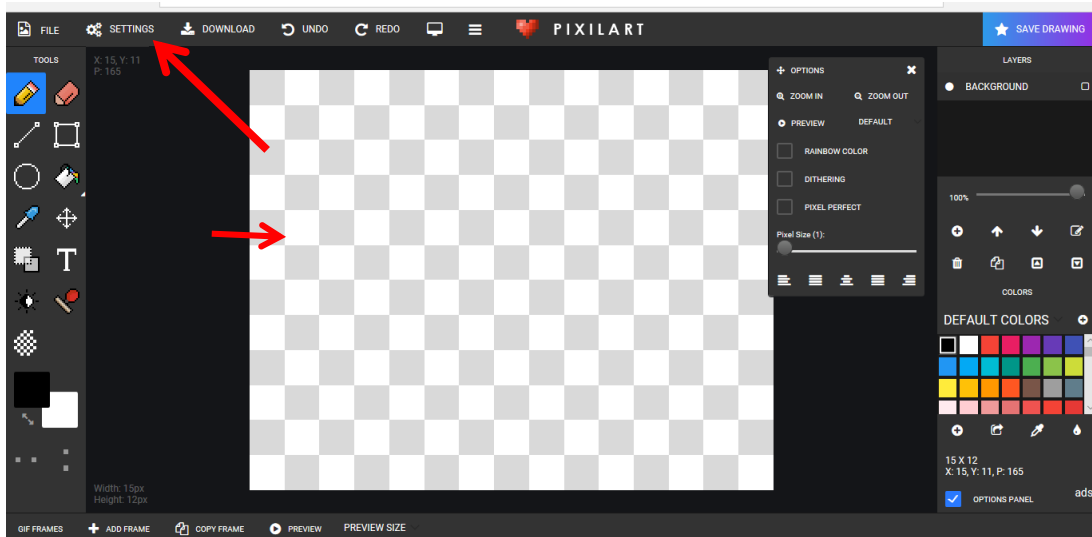 FILE SETTINGS DOWNLOAD UNDO REDO PIXILART SAVE DRAWING
TOOLS
X: 15, Y: 11
P: 165
T
Width: 15px
Height: 12px
OPTIONS
ZOOM IN ZOOM OUT
PREVIEW DEFAULT
RAINBOW COLOR
DITHERING
PIXEL PERFECT
Pixel Size (1):
LAYERS
BACKGROUND
100%
COLORS
DEFAULT COLORS
15 X 12
X: 15, Y: 11, P: 165
OPTIONS PANEL
ads
GIF FRAMES ADD FRAME COPY FRAME PREVIEW PREVIEW SIZE